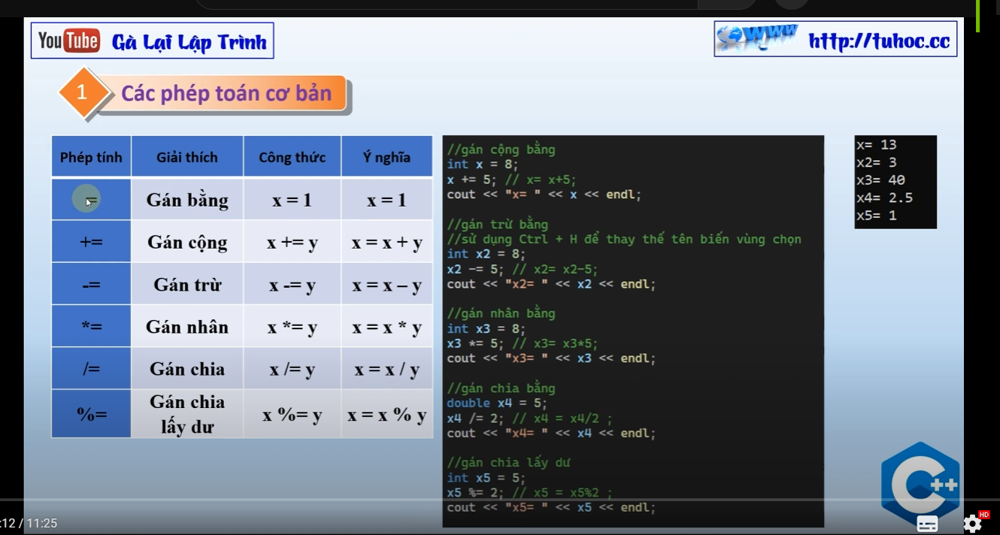 YouTube Gà Lại Lập Trình
www http://tuhoc.cc
1 Các phép toán cơ bản
Phép tính Giải thích Công thức Ý nghĩa
= Gán bằng x = 1 x = 1
+= Gán cộng x += y x = x + y
-= Gán trừ x -= y x = x – y
*= Gán nhân x *= y x = x * y
/= Gán chia x /= y x = x / y
%= Gán chia
lấy dư x %= y x = x % y
//gán cộng bằng
int x = 8;
x += 5; // x= x+5;
cout << "x= " << x << endl;
//gán trừ bằng
//sử dụng Ctrl + H để thay thế tên biến vùng chọn
int x2 = 8;
x2 -= 5; // x2= x2-5;
cout << "x2= " << x2 << endl;
//gán nhân bằng
int x3 = 8;
x3 *= 5; // x3= x3*5;
cout << "x3= " << x3 << endl;
//gán chia bằng
double x4 = 5;
x4 /= 2; // x4 = x4/2 ;
cout << "x4= " << x4 << endl;
//gán chia lấy dư
int x5 = 5;
x5 %= 2; // x5 = x5%2 ;
cout << "x5= " << x5 << endl;
x= 13
x2= 3
x3= 40
x4= 2.5
x5= 1
C++
:12 / 11:25
HD